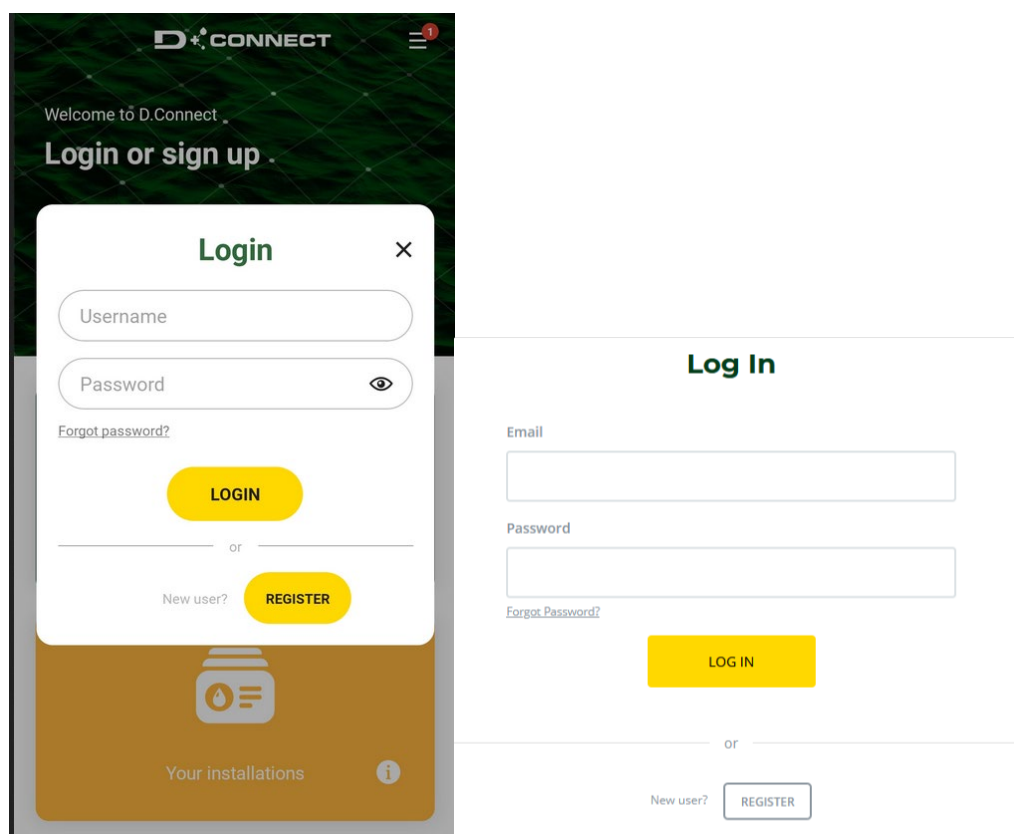 D CONNECT
1
Welcome to D.Connect
Login or sign up
Login
Username
Password
Forgot password?
LOGIN
or
New user? REGISTER
Your installations
Log In
Email
Password
Forgot Password?
LOG IN
or
New user? REGISTER